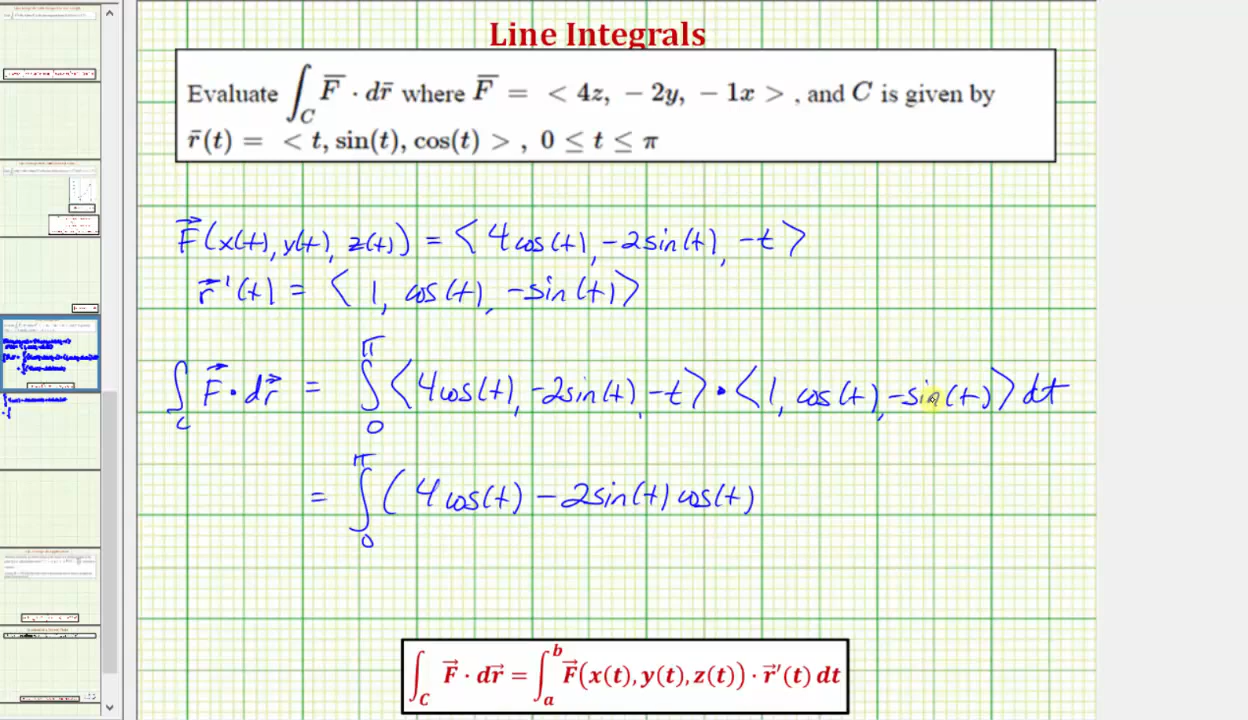 Line Integrals
Evaluate ∫_C F̅ · dr̅ where F̅ = < 4z, − 2y, − 1x > , and C is given by
r̅(t) = < t, sin(t), cos(t) > , 0 ≤ t ≤ π
F⃗(x(t), y(t), z(t)) = ⟨4cos(t), -2sin(t), -t⟩
r⃗'(t) = ⟨1, cos(t), -sin(t)⟩
∫_C F⃗ · dr⃗ = ∫_0^π ⟨4cos(t), -2sin(t), -t⟩ · ⟨1, cos(t), -sin(t)⟩ dt
= ∫_0^π (4cos(t) - 2sin(t)cos(t)
∫_C F⃗ · dr⃗ = ∫_a^b F⃗(x(t), y(t), z(t)) · r⃗'(t) dt